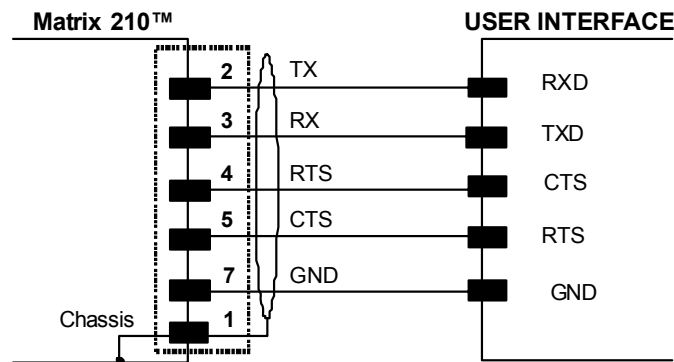 Matrix 210™ USER INTERFACE
2 TX RXD
3 RX TXD
4 RTS CTS
5 CTS RTS
7 GND GND
Chassis 1